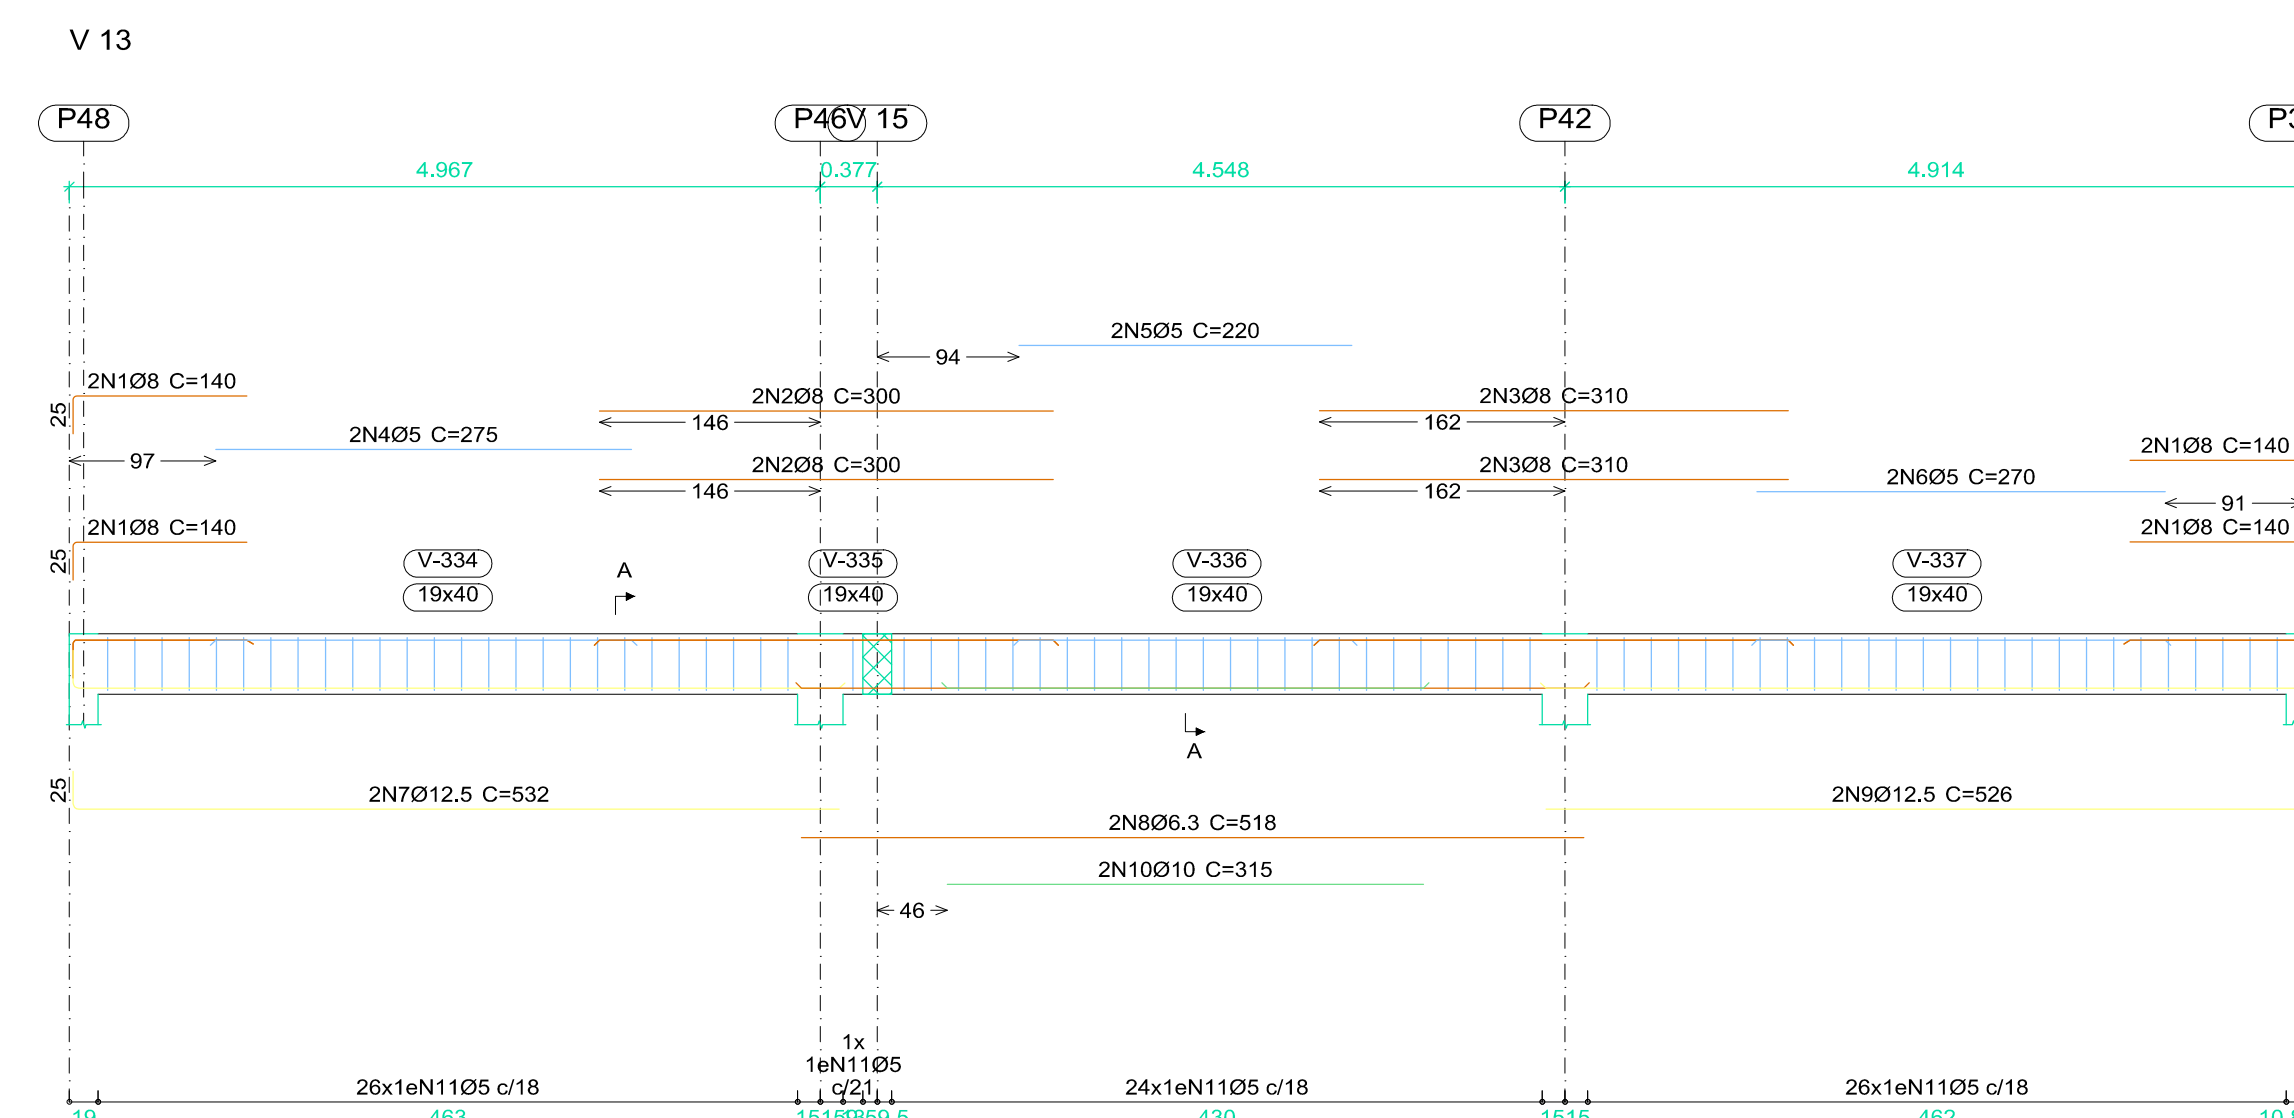 V 13
P48
P46
V 15
P42
4.967
0.377
4.548
4.914
2N5Ø5 C=220
94
2N1Ø8 C=140
25
2N2Ø8 C=300
146
2N3Ø8 C=310
162
2N4Ø5 C=275
97
2N1Ø8 C=140
2N2Ø8 C=300
146
2N3Ø8 C=310
162
2N6Ø5 C=270
91
2N1Ø8 C=140
25
2N1Ø8 C=140
V-334
V-335
V-336
V-337
19x40
19x40
19x40
19x40
A
A
25
2N7Ø12.5 C=532
2N9Ø12.5 C=526
2N8Ø6.3 C=518
2N10Ø10 C=315
46
1x
1eN11Ø5
c/21
26x1eN11Ø5 c/18
24x1eN11Ø5 c/18
26x1eN11Ø5 c/18
19
463
430
1515
462